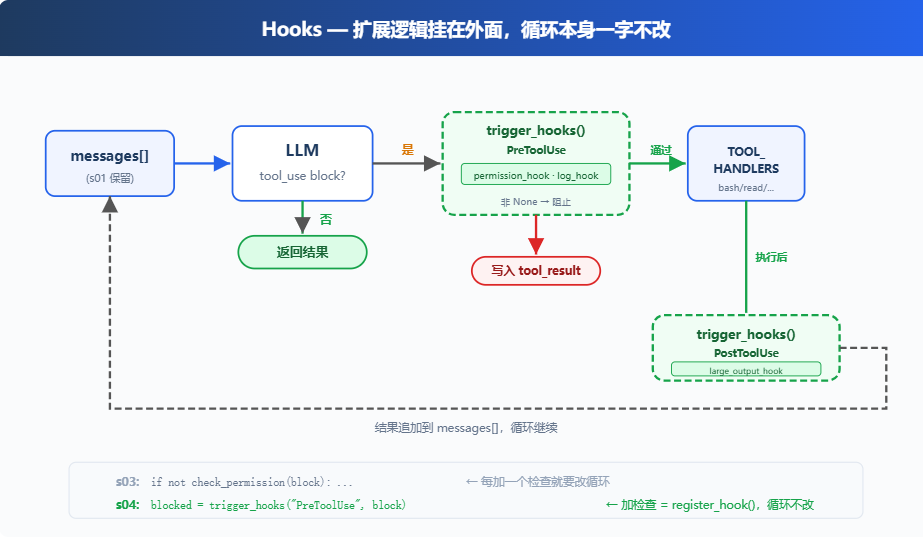 Hooks — 扩展逻辑挂在外面，循环本身一字不改
messages[]
(s01 保留)
LLM
tool_use block?
是
否
返回结果
trigger_hooks()
PreToolUse
permission_hook · log_hook
非 None → 阻止
写入 tool_result
通过
TOOL_
HANDLERS
bash/read/...
执行后
trigger_hooks()
PostToolUse
large_output_hook
结果追加到 messages[]，循环继续
s03: if not check_permission(block): ... ← 每加一个检查就要改循环
s04: blocked = trigger_hooks("PreToolUse", block) ← 加检查 = register_hook()，循环不改